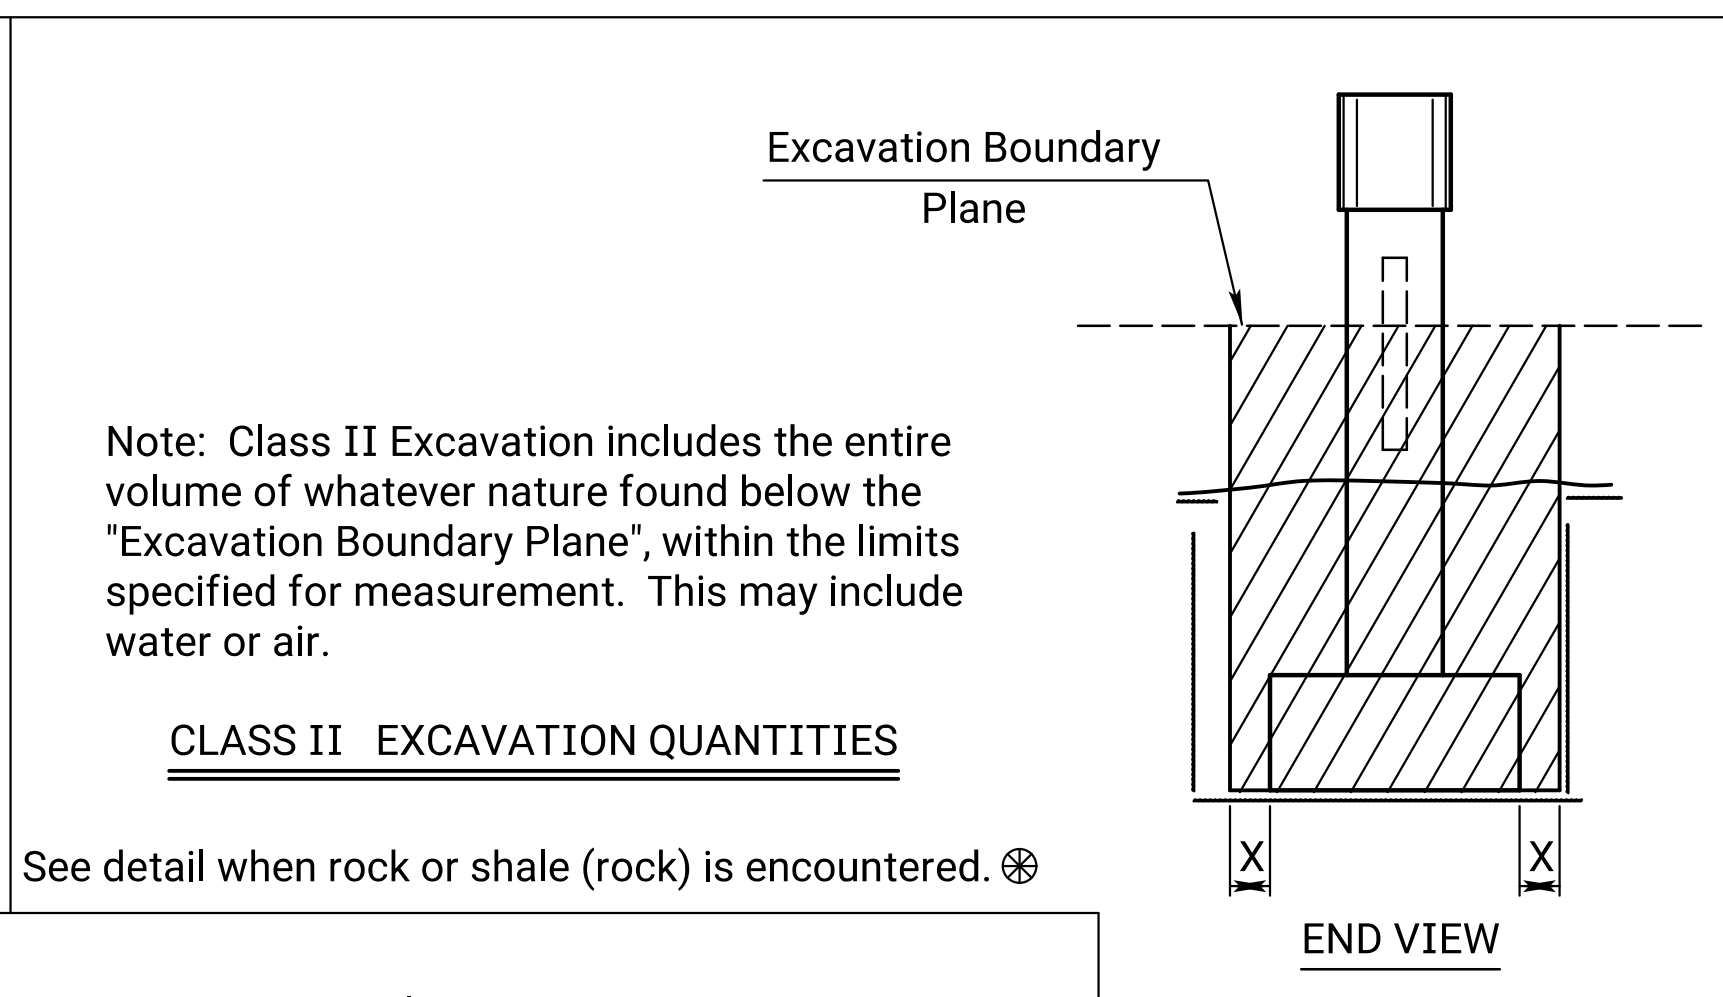 Excavation Boundary
Plane
Note: Class II Excavation includes the entire
volume of whatever nature found below the
"Excavation Boundary Plane", within the limits
specified for measurement. This may include
water or air.
CLASS II EXCAVATION QUANTITIES
See detail when rock or shale (rock) is encountered.
X X
END VIEW